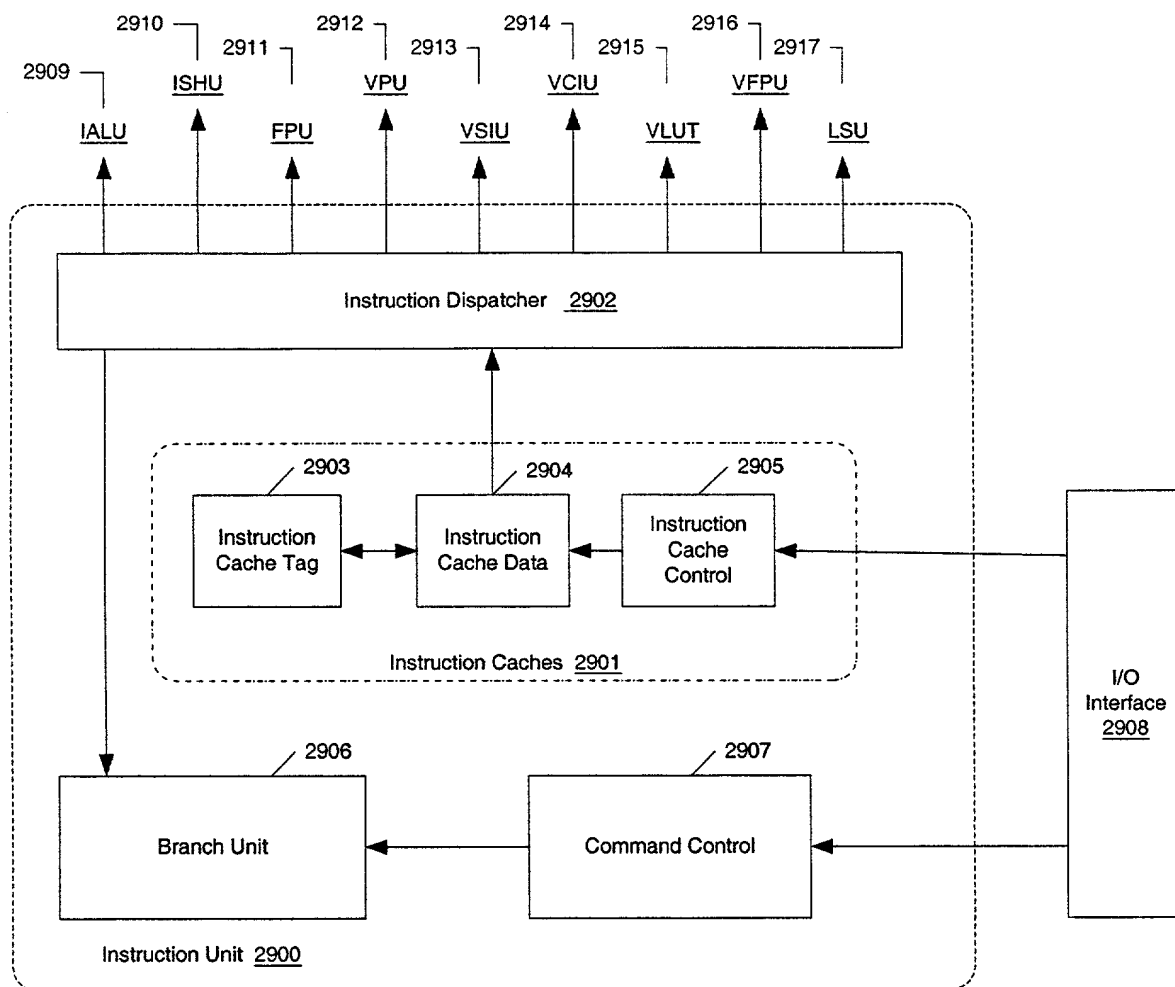 2909
2910
2911
2912
2913
2914
2915
2916
2917
IALU
ISHU
FPU
VPU
VSIU
VCIU
VLUT
VFPU
LSU
Instruction Dispatcher 2902
2903
2904
2905
Instruction
Cache Tag
Instruction
Cache Data
Instruction
Cache
Control
Instruction Caches 2901
I/O
Interface
2908
2906
2907
Branch Unit
Command Control
Instruction Unit 2900